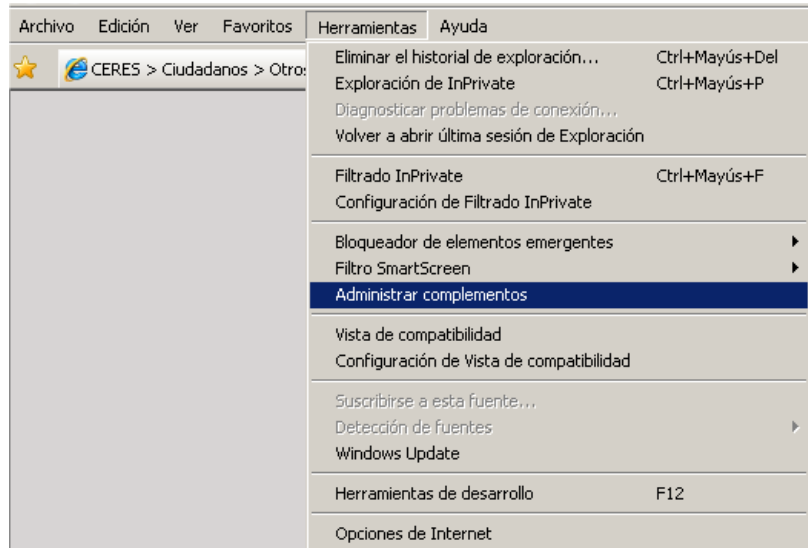 Archivo Edición Ver Favoritos Herramientas Ayuda
CERES > Ciudadanos > Otros
Eliminar el historial de exploración... Ctrl+Mayús+Del
Exploración de InPrivate Ctrl+Mayús+P
Diagnosticar problemas de conexión...
Volver a abrir última sesión de Exploración
Filtrado InPrivate Ctrl+Mayús+F
Configuración de Filtrado InPrivate
Bloqueador de elementos emergentes
Filtro SmartScreen
Administrar complementos
Vista de compatibilidad
Configuración de Vista de compatibilidad
Suscribirse a esta fuente...
Detección de fuentes
Windows Update
Herramientas de desarrollo F12
Opciones de Internet